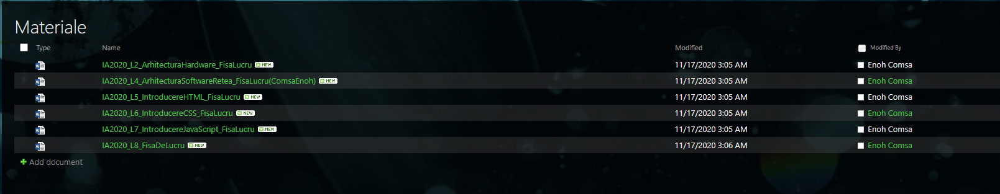 Materiale
Type Name Modified Modified By
IA2020_L2_ArhitecturaHardware_FisaLucru NEW 11/17/2020 3:05 AM Enoh Comsa
IA2020_L4_ArhitecturaSoftwareRetea_FisaLucru(ComsaEnoh) NEW 11/17/2020 3:05 AM Enoh Comsa
IA2020_L5_IntroducereHTML_FisaLucru NEW 11/17/2020 3:05 AM Enoh Comsa
IA2020_L6_IntroducereCSS_FisaLucru NEW 11/17/2020 3:05 AM Enoh Comsa
IA2020_L7_IntroducereJavaScript_FisaLucru NEW 11/17/2020 3:05 AM Enoh Comsa
IA2020_L8_FisaDeLucru NEW 11/17/2020 3:06 AM Enoh Comsa
Add document